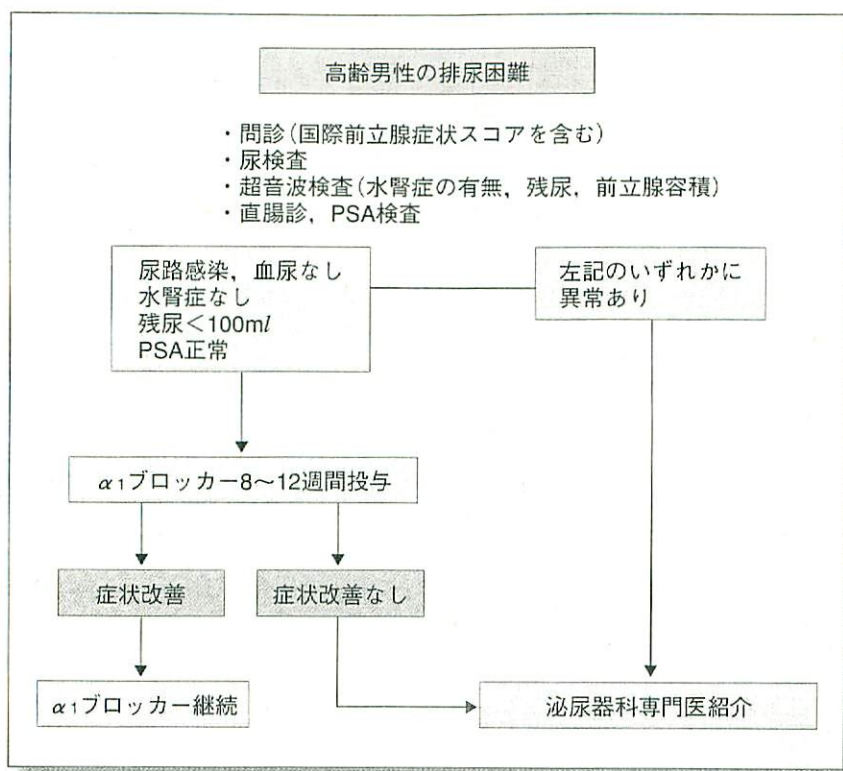 高齢男性の排尿困難
・問診(国際前立腺症状スコアを含む)
・尿検査
・超音波検査(水腎症の有無,残尿,前立腺容積)
・直腸診,PSA検査
尿路感染,血尿なし
水腎症なし
残尿<100ml
PSA正常
左記のいずれかに
異常あり
α1ブロッカー8〜12週間投与
症状改善
症状改善なし
α1ブロッカー継続
泌尿器科専門医紹介